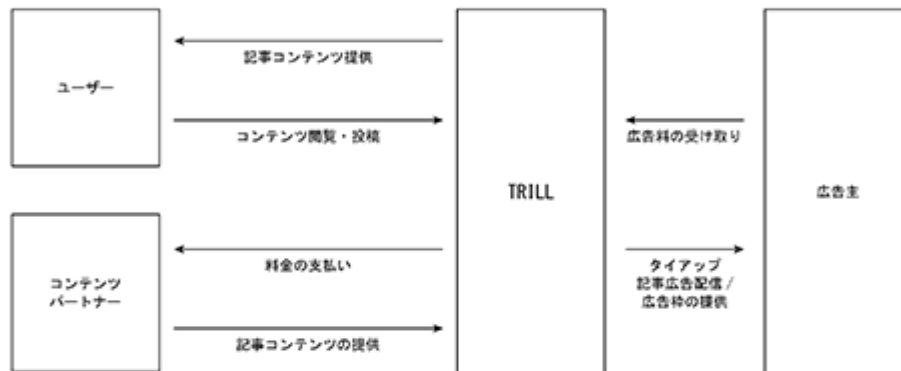 記事コンテンツ提供
ユーザー
コンテンツ閲覧・投稿
広告料の受け取り
TRILL
広告主
料金の支払い
コンテンツ
パートナー
タイアップ
記事広告配信 /
広告枠の提供
記事コンテンツの提供